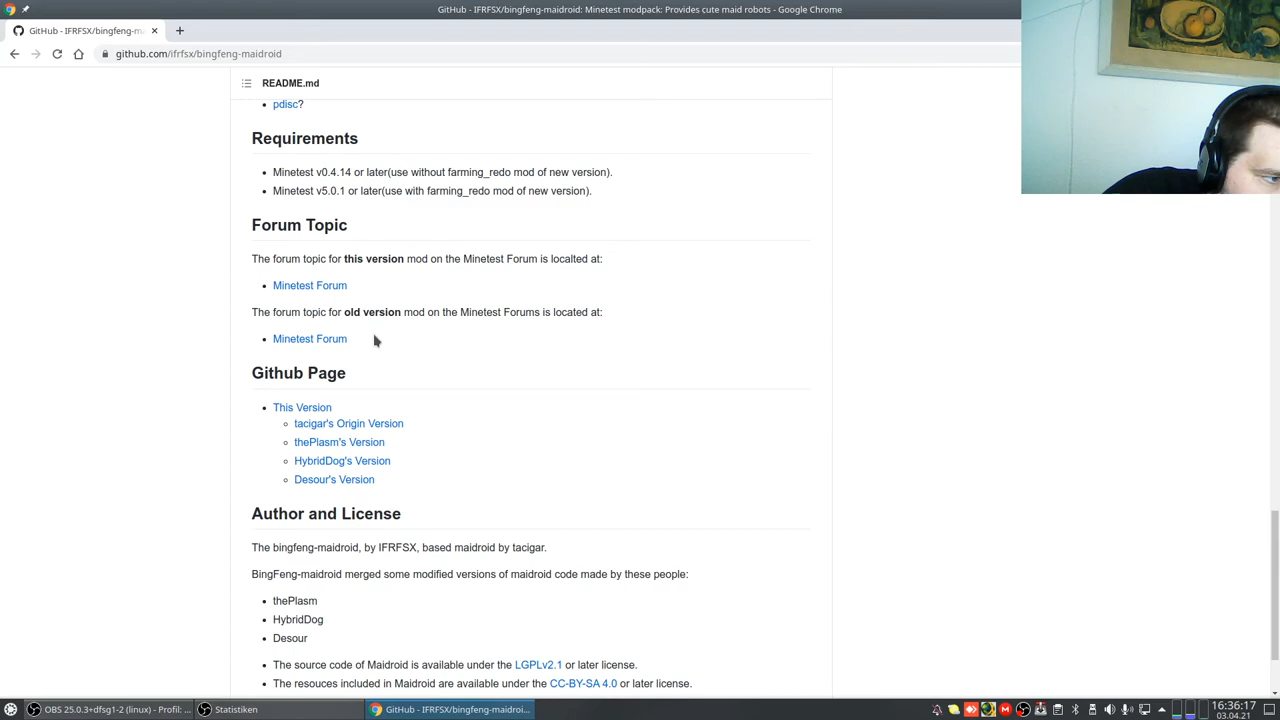 GitHub - IFRFSX/bingfeng-maidroid: Minetest modpack: Provides cute maid robots - Google Chrome
GitHub - IFRFSX/bingfeng-ma
github.com/ifrfsx/bingfeng-maidroid
README.md
pdisc?
Requirements
Minetest v0.4.14 or later(use without farming_redo mod of new version).
Minetest v5.0.1 or later(use with farming_redo mod of new version).
Forum Topic
The forum topic for this version mod on the Minetest Forum is localted at:
Minetest Forum
The forum topic for old version mod on the Minetest Forums is located at:
Minetest Forum
Github Page
This Version
tacigar's Origin Version
thePlasm's Version
HybridDog's Version
Desour's Version
Author and License
The bingfeng-maidroid, by IFRFSX, based maidroid by tacigar.
BingFeng-maidroid merged some modified versions of maidroid code made by these people:
thePlasm
HybridDog
Desour
The source code of Maidroid is available under the LGPLv2.1 or later license.
The resouces included in Maidroid are available under the CC-BY-SA 4.0 or later license.
OBS 25.0.3+dfsg1-2 (linux) - Profil: ... Statistiken GitHub - IFRFSX/bingfeng-maidroi... 16:36:17
03.04.21